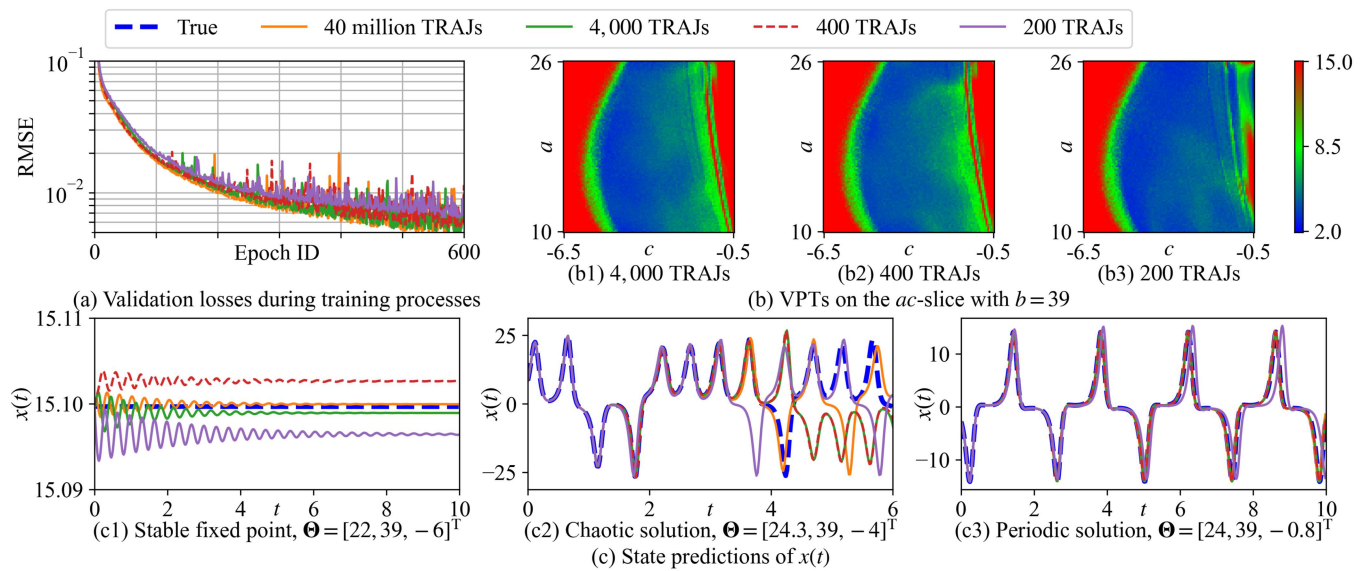 True 40 million TRAJs 4,000 TRAJs 400 TRAJs 200 TRAJs
10⁻¹
10⁻²
RMSE
0 Epoch ID 600
(a) Validation losses during training processes
26
a
10
-6.5 c -0.5
(b1) 4,000 TRAJs
26
a
10
-6.5 c -0.5
(b2) 400 TRAJs
26
a
10
-6.5 c -0.5
(b3) 200 TRAJs
15.0
8.5
2.0
(b) VPTs on the ac-slice with b = 39
15.11
15.10
15.09
x(t)
0 2 t 4 6 8 10
(c1) Stable fixed point, Θ = [22, 39, −6]ᵀ
25
0
−25
x(t)
0 2 t 4 6
(c2) Chaotic solution, Θ = [24.3, 39, −4]ᵀ
10
0
−10
x(t)
0 2 4 t 6 8 10
(c3) Periodic solution, Θ = [24, 39, −0.8]ᵀ
(c) State predictions of x(t)